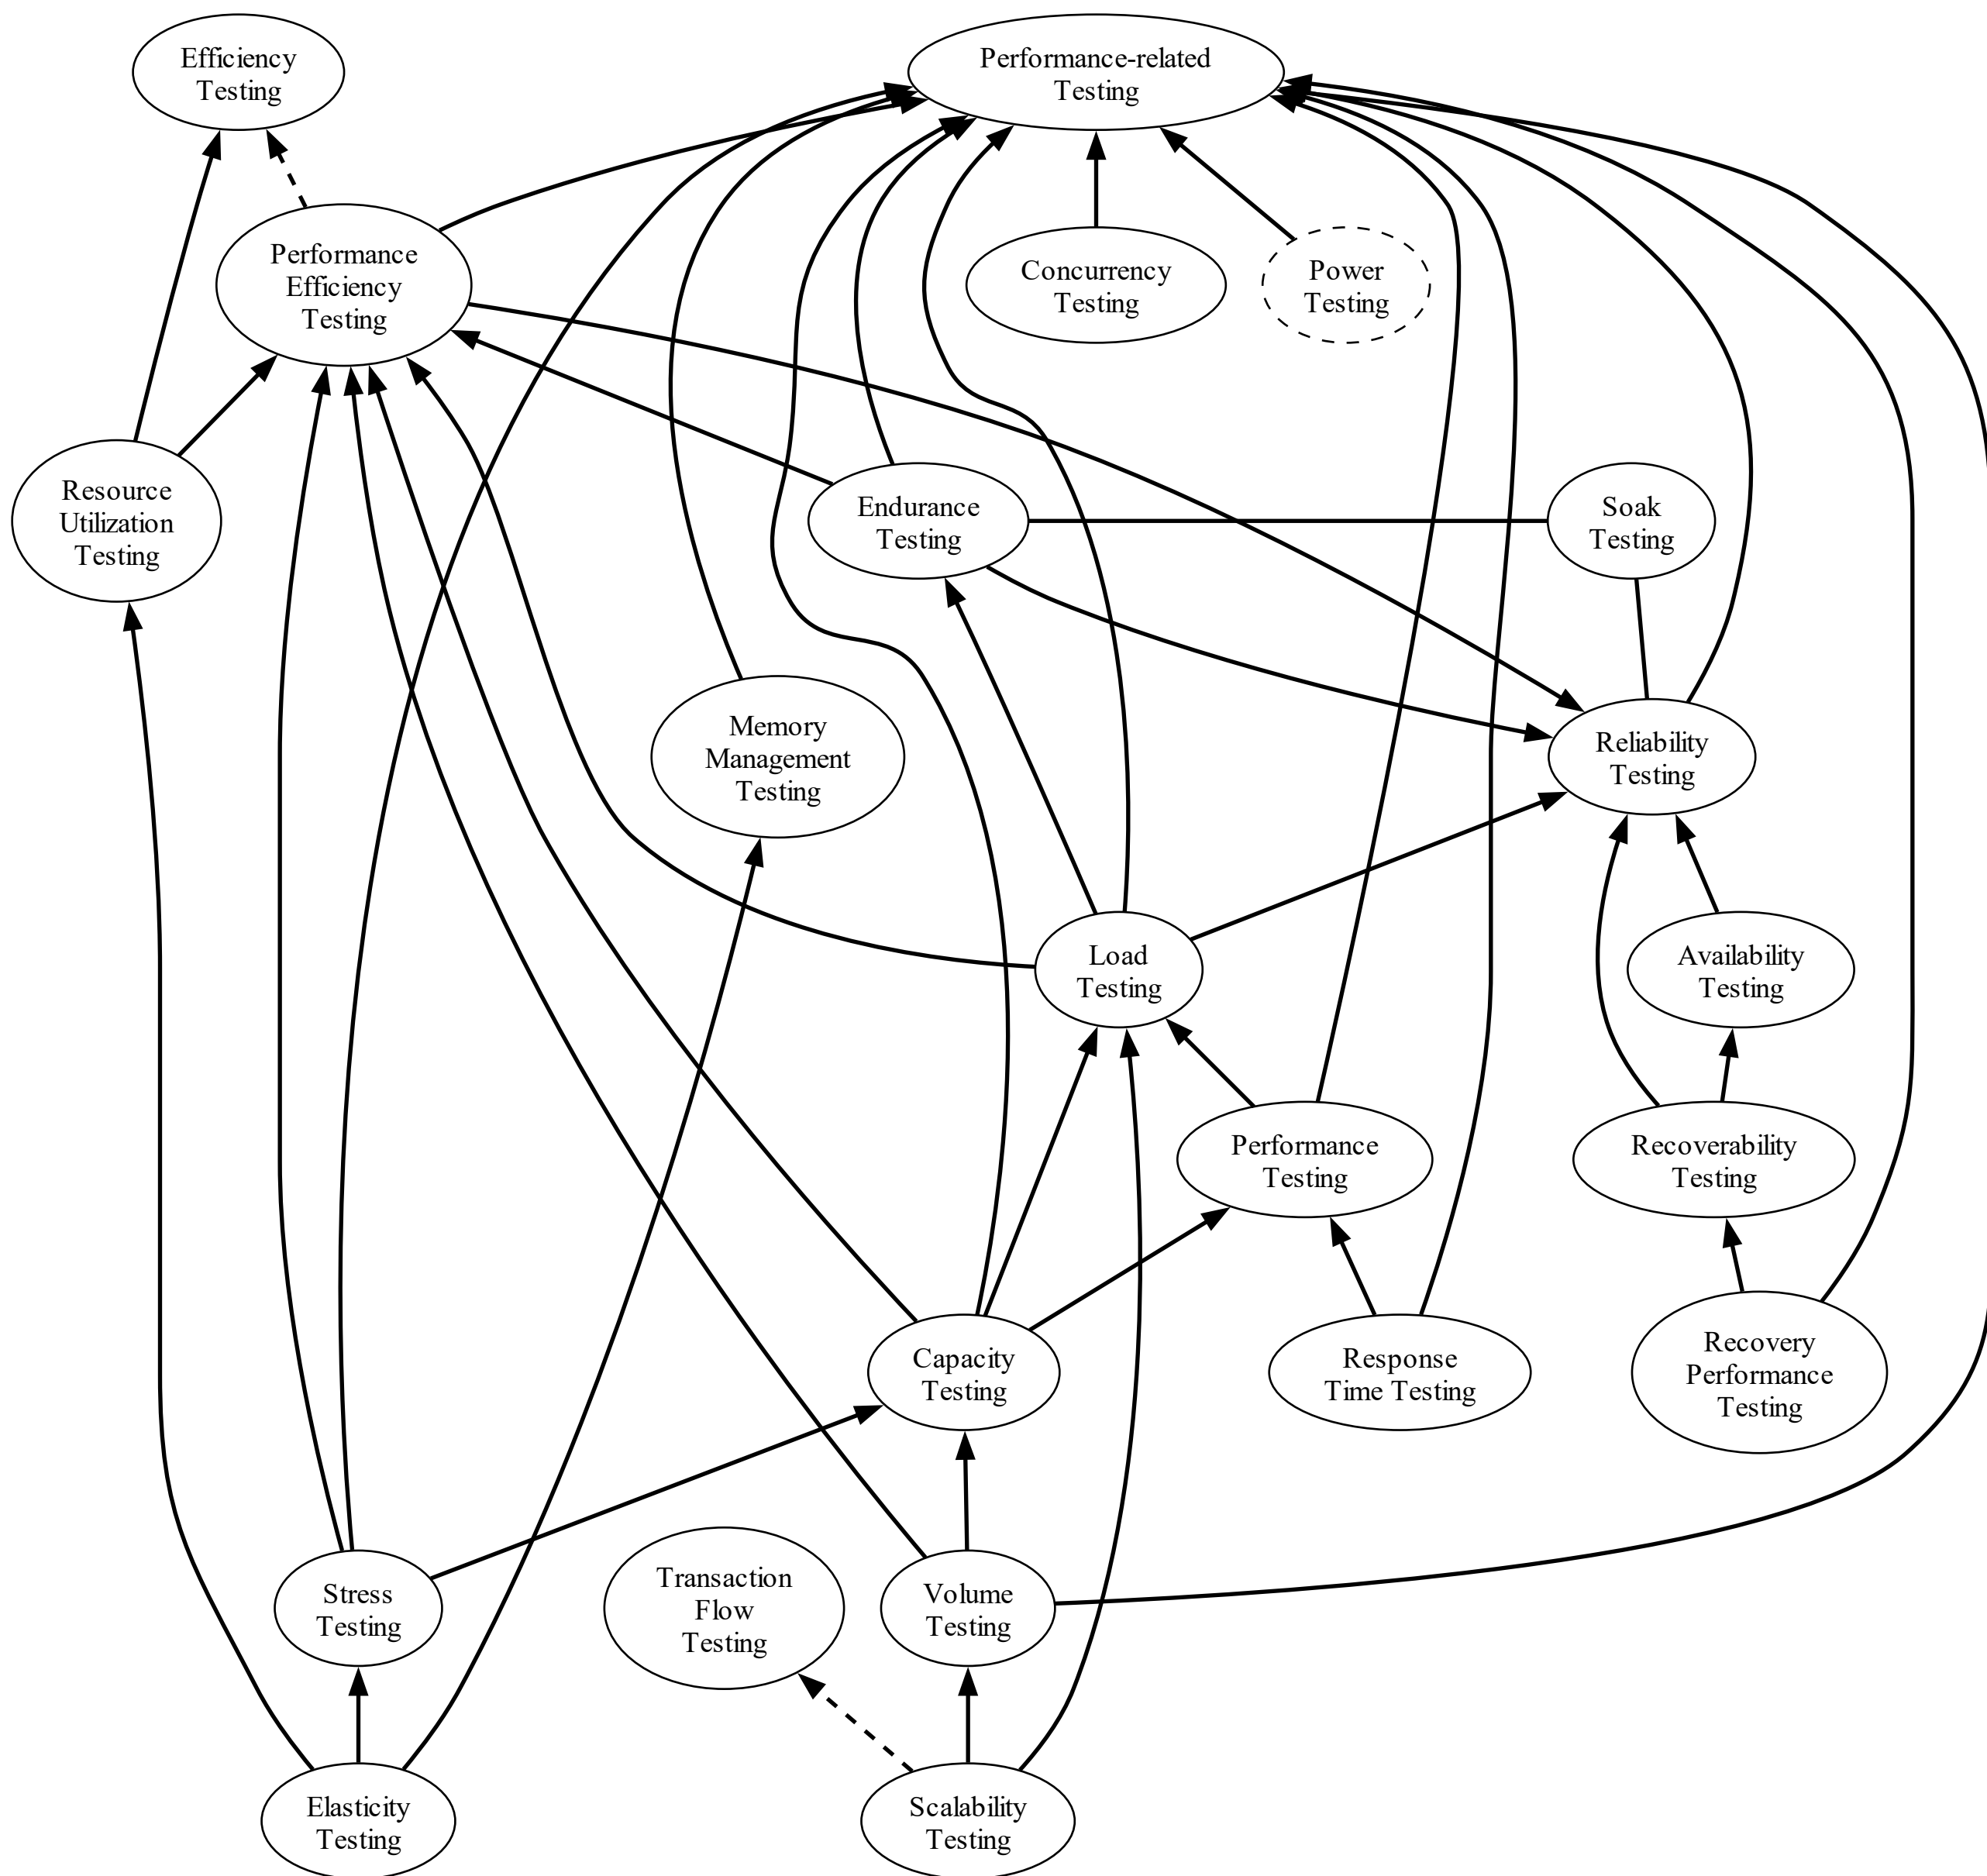 Efficiency
Testing
Performance-related
Testing
Performance
Efficiency
Testing
Concurrency
Testing
Power
Testing
Resource
Utilization
Testing
Endurance
Testing
Soak
Testing
Memory
Management
Testing
Reliability
Testing
Load
Testing
Availability
Testing
Performance
Testing
Recoverability
Testing
Capacity
Testing
Response
Time Testing
Recovery
Performance
Testing
Stress
Testing
Transaction
Flow
Testing
Volume
Testing
Elasticity
Testing
Scalability
Testing